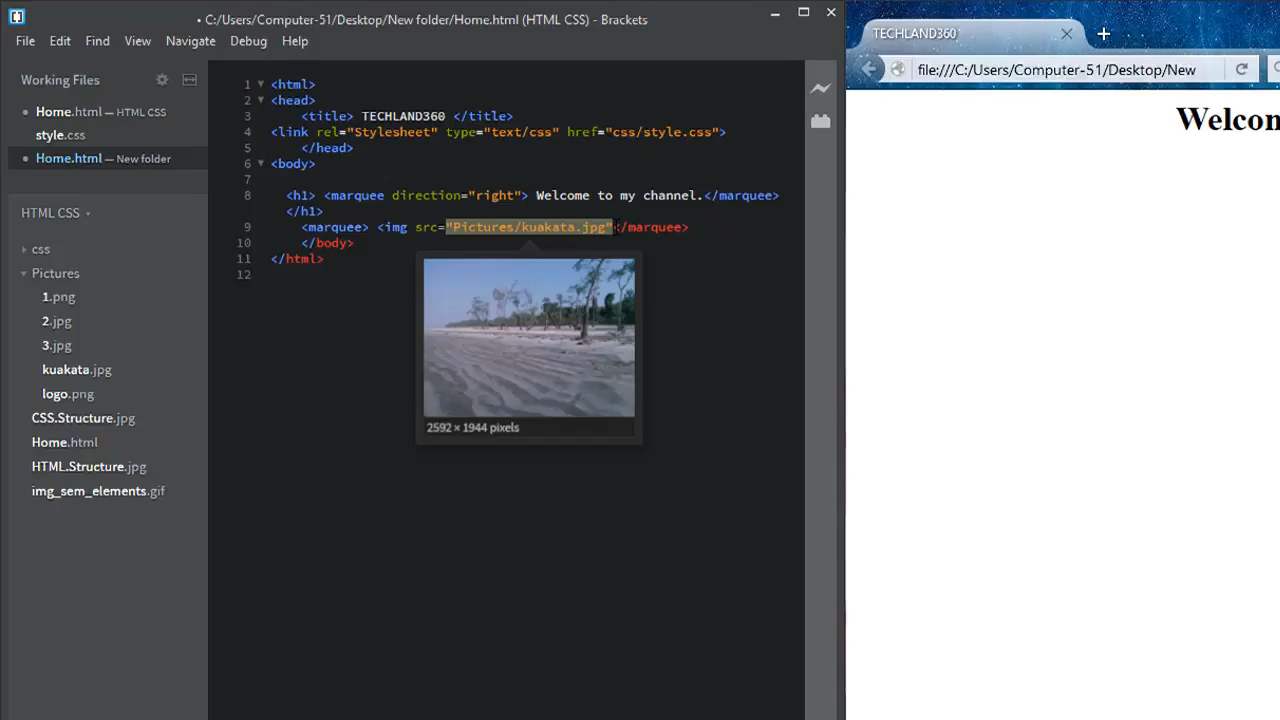 • C:/Users/Computer-51/Desktop/New folder/Home.html (HTML CSS) - Brackets
File Edit Find View Navigate Debug Help
Working Files
Home.html — HTML CSS
style.css
Home.html — New folder
HTML CSS
css
Pictures
1.png
2.jpg
3.jpg
kuakata.jpg
logo.png
CSS.Structure.jpg
Home.html
HTML.Structure.jpg
img_sem_elements.gif
1 <html>
2 <head>
3 <title> TECHLAND360 </title>
4 <link rel="Stylesheet" type="text/css" href="css/style.css">
5 </head>
6 <body>
7
8 <h1> <marquee direction="right"> Welcome to my channel.</marquee>
</h1>
9 <marquee> <img src="Pictures/kuakata.jpg"</marquee>
10 </body>
11 </html>
12
2592 × 1944 pixels
TECHLAND360
file:///C:/Users/Computer-51/Desktop/New
Welcom